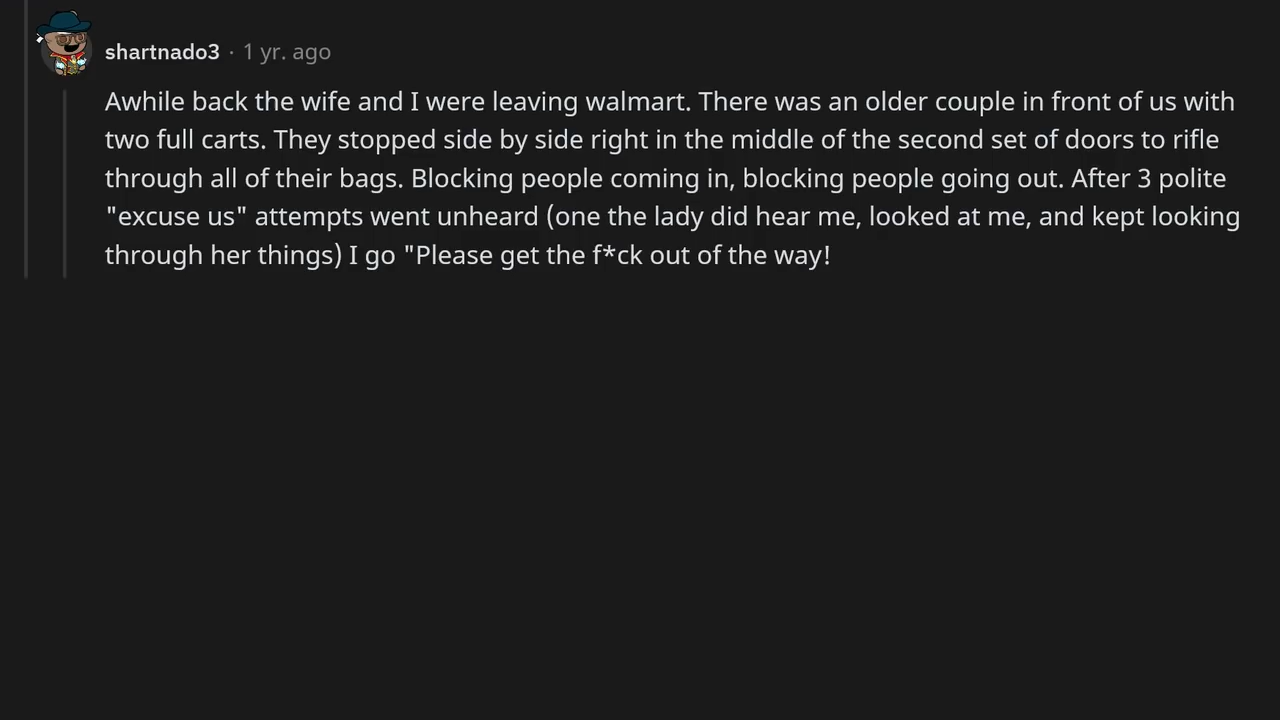 shartnado3 · 1 yr. ago
Awhile back the wife and I were leaving walmart. There was an older couple in front of us with
two full carts. They stopped side by side right in the middle of the second set of doors to rifle
through all of their bags. Blocking people coming in, blocking people going out. After 3 polite
"excuse us" attempts went unheard (one the lady did hear me, looked at me, and kept looking
through her things) I go "Please get the f*ck out of the way!